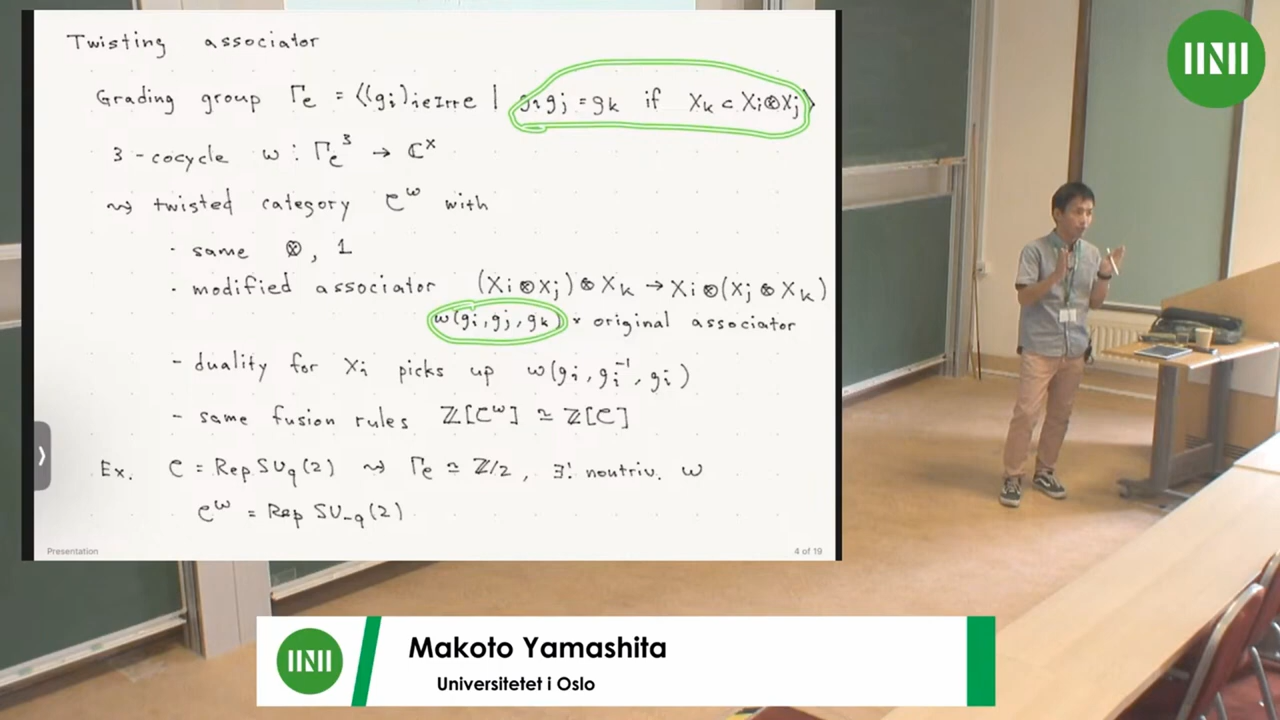 Twisting associator
Grading group Γ_C = ⟨(g_i)_{i∈Irr C} | g_i g_j = g_k if X_k ⊂ X_i ⊗ X_j⟩
3-cocycle ω : Γ_C^3 → ℂ^×
⇝ twisted category C^ω with
· same ⊗, 1
· modified associator (X_i ⊗ X_j) ⊗ X_k → X_i ⊗ (X_j ⊗ X_k)
ω(g_i, g_j, g_k) × original associator
- duality for X_i picks up ω(g_i, g_i^{-1}, g_i)
- same fusion rules ℤ[C^ω] ≃ ℤ[C]
Ex. C = Rep SU_q(2) ⇝ Γ_C ≃ ℤ/2, ∃! nontriv. ω
C^ω = Rep SU_{-q}(2)
Presentation
4 of 19
Makoto Yamashita
Universitetet i Oslo